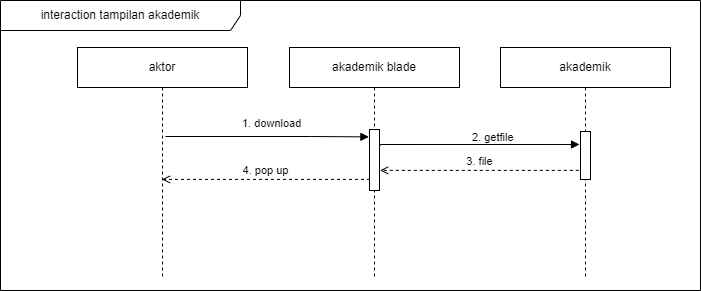 interaction tampilan akademik
aktor
akademik blade
akademik
1. download
2. getfile
3. file
4. pop up